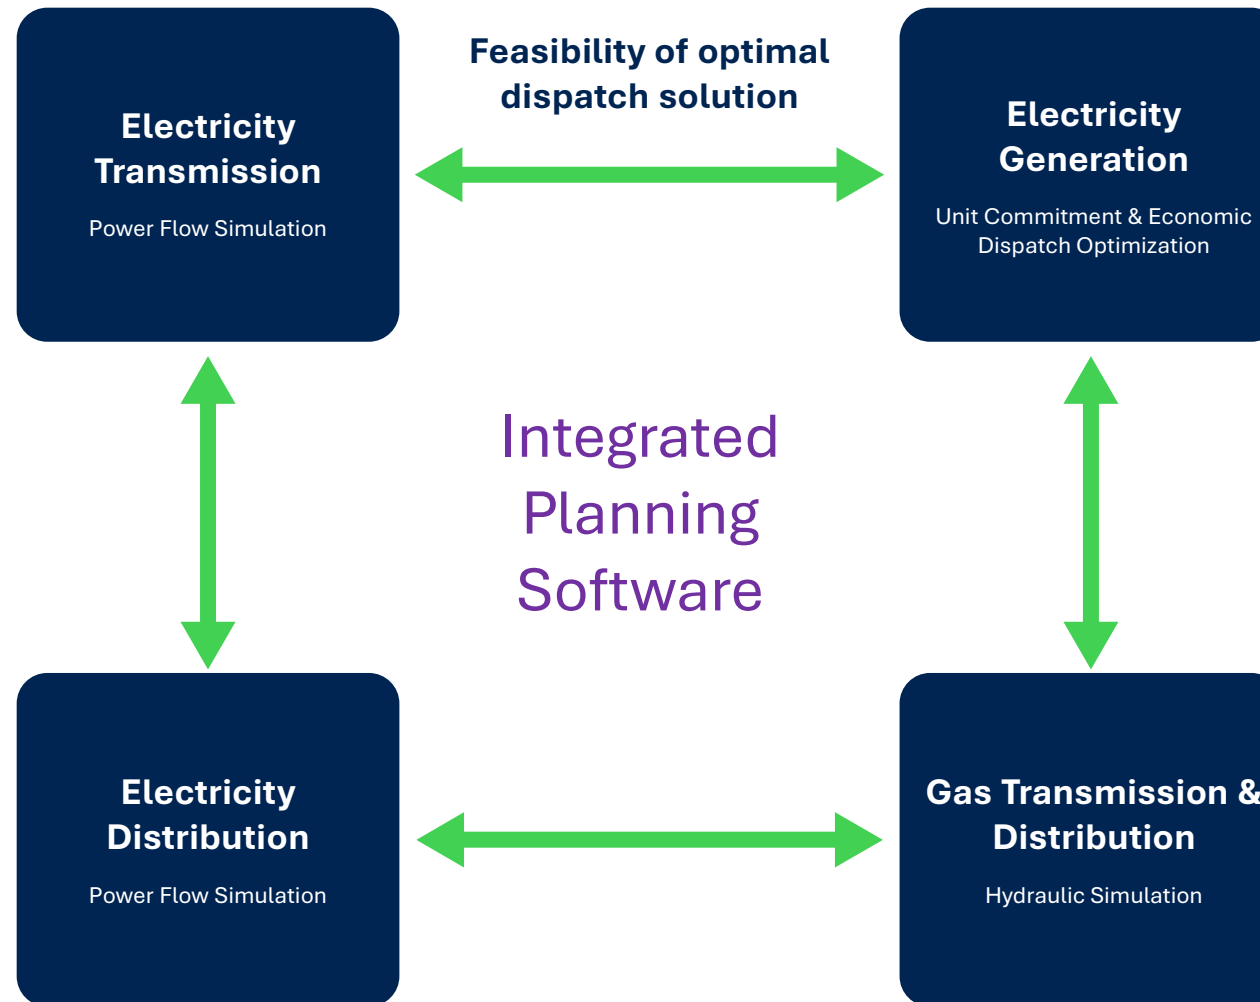 Electricity
Transmission
Power Flow Simulation
Feasibility of optimal
dispatch solution
Electricity
Generation
Unit Commitment & Economic
Dispatch Optimization
Integrated
Planning
Software
Electricity
Distribution
Power Flow Simulation
Gas Transmission &
Distribution
Hydraulic Simulation